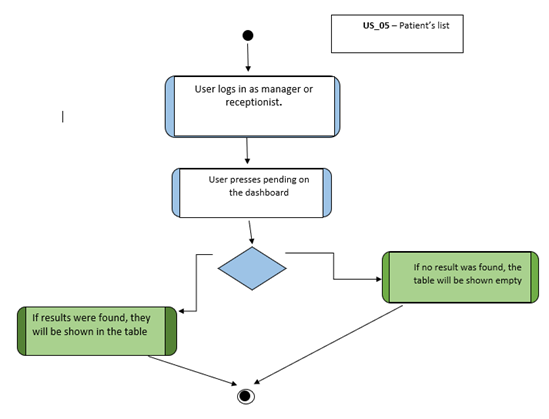 US_05 – Patient's list
User logs in as manager or
receptionist.
User presses pending on
the dashboard
If no result was found, the
table will be shown empty
If results were found, they
will be shown in the table